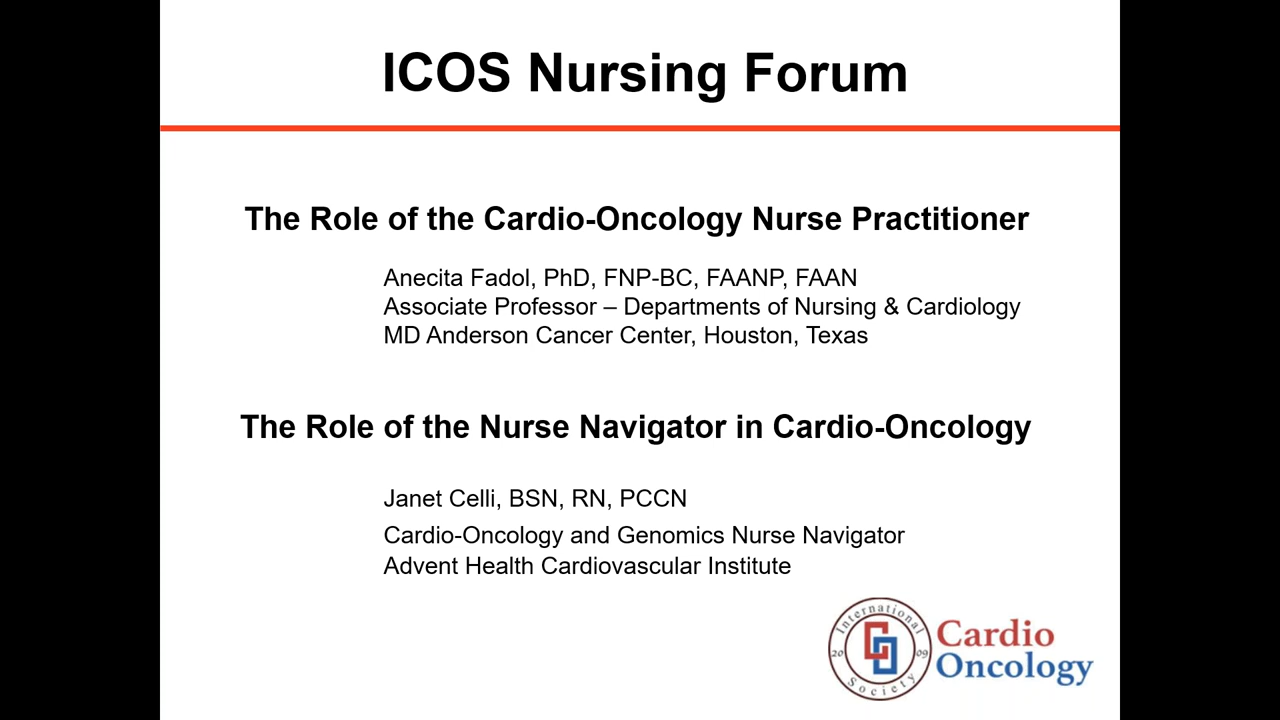 ICOS Nursing Forum
The Role of the Cardio-Oncology Nurse Practitioner
Anecita Fadol, PhD, FNP-BC, FAANP, FAAN
Associate Professor – Departments of Nursing & Cardiology
MD Anderson Cancer Center, Houston, Texas
The Role of the Nurse Navigator in Cardio-Oncology
Janet Celli, BSN, RN, PCCN
Cardio-Oncology and Genomics Nurse Navigator
Advent Health Cardiovascular Institute
International
2009
Society
Cardio
Oncology